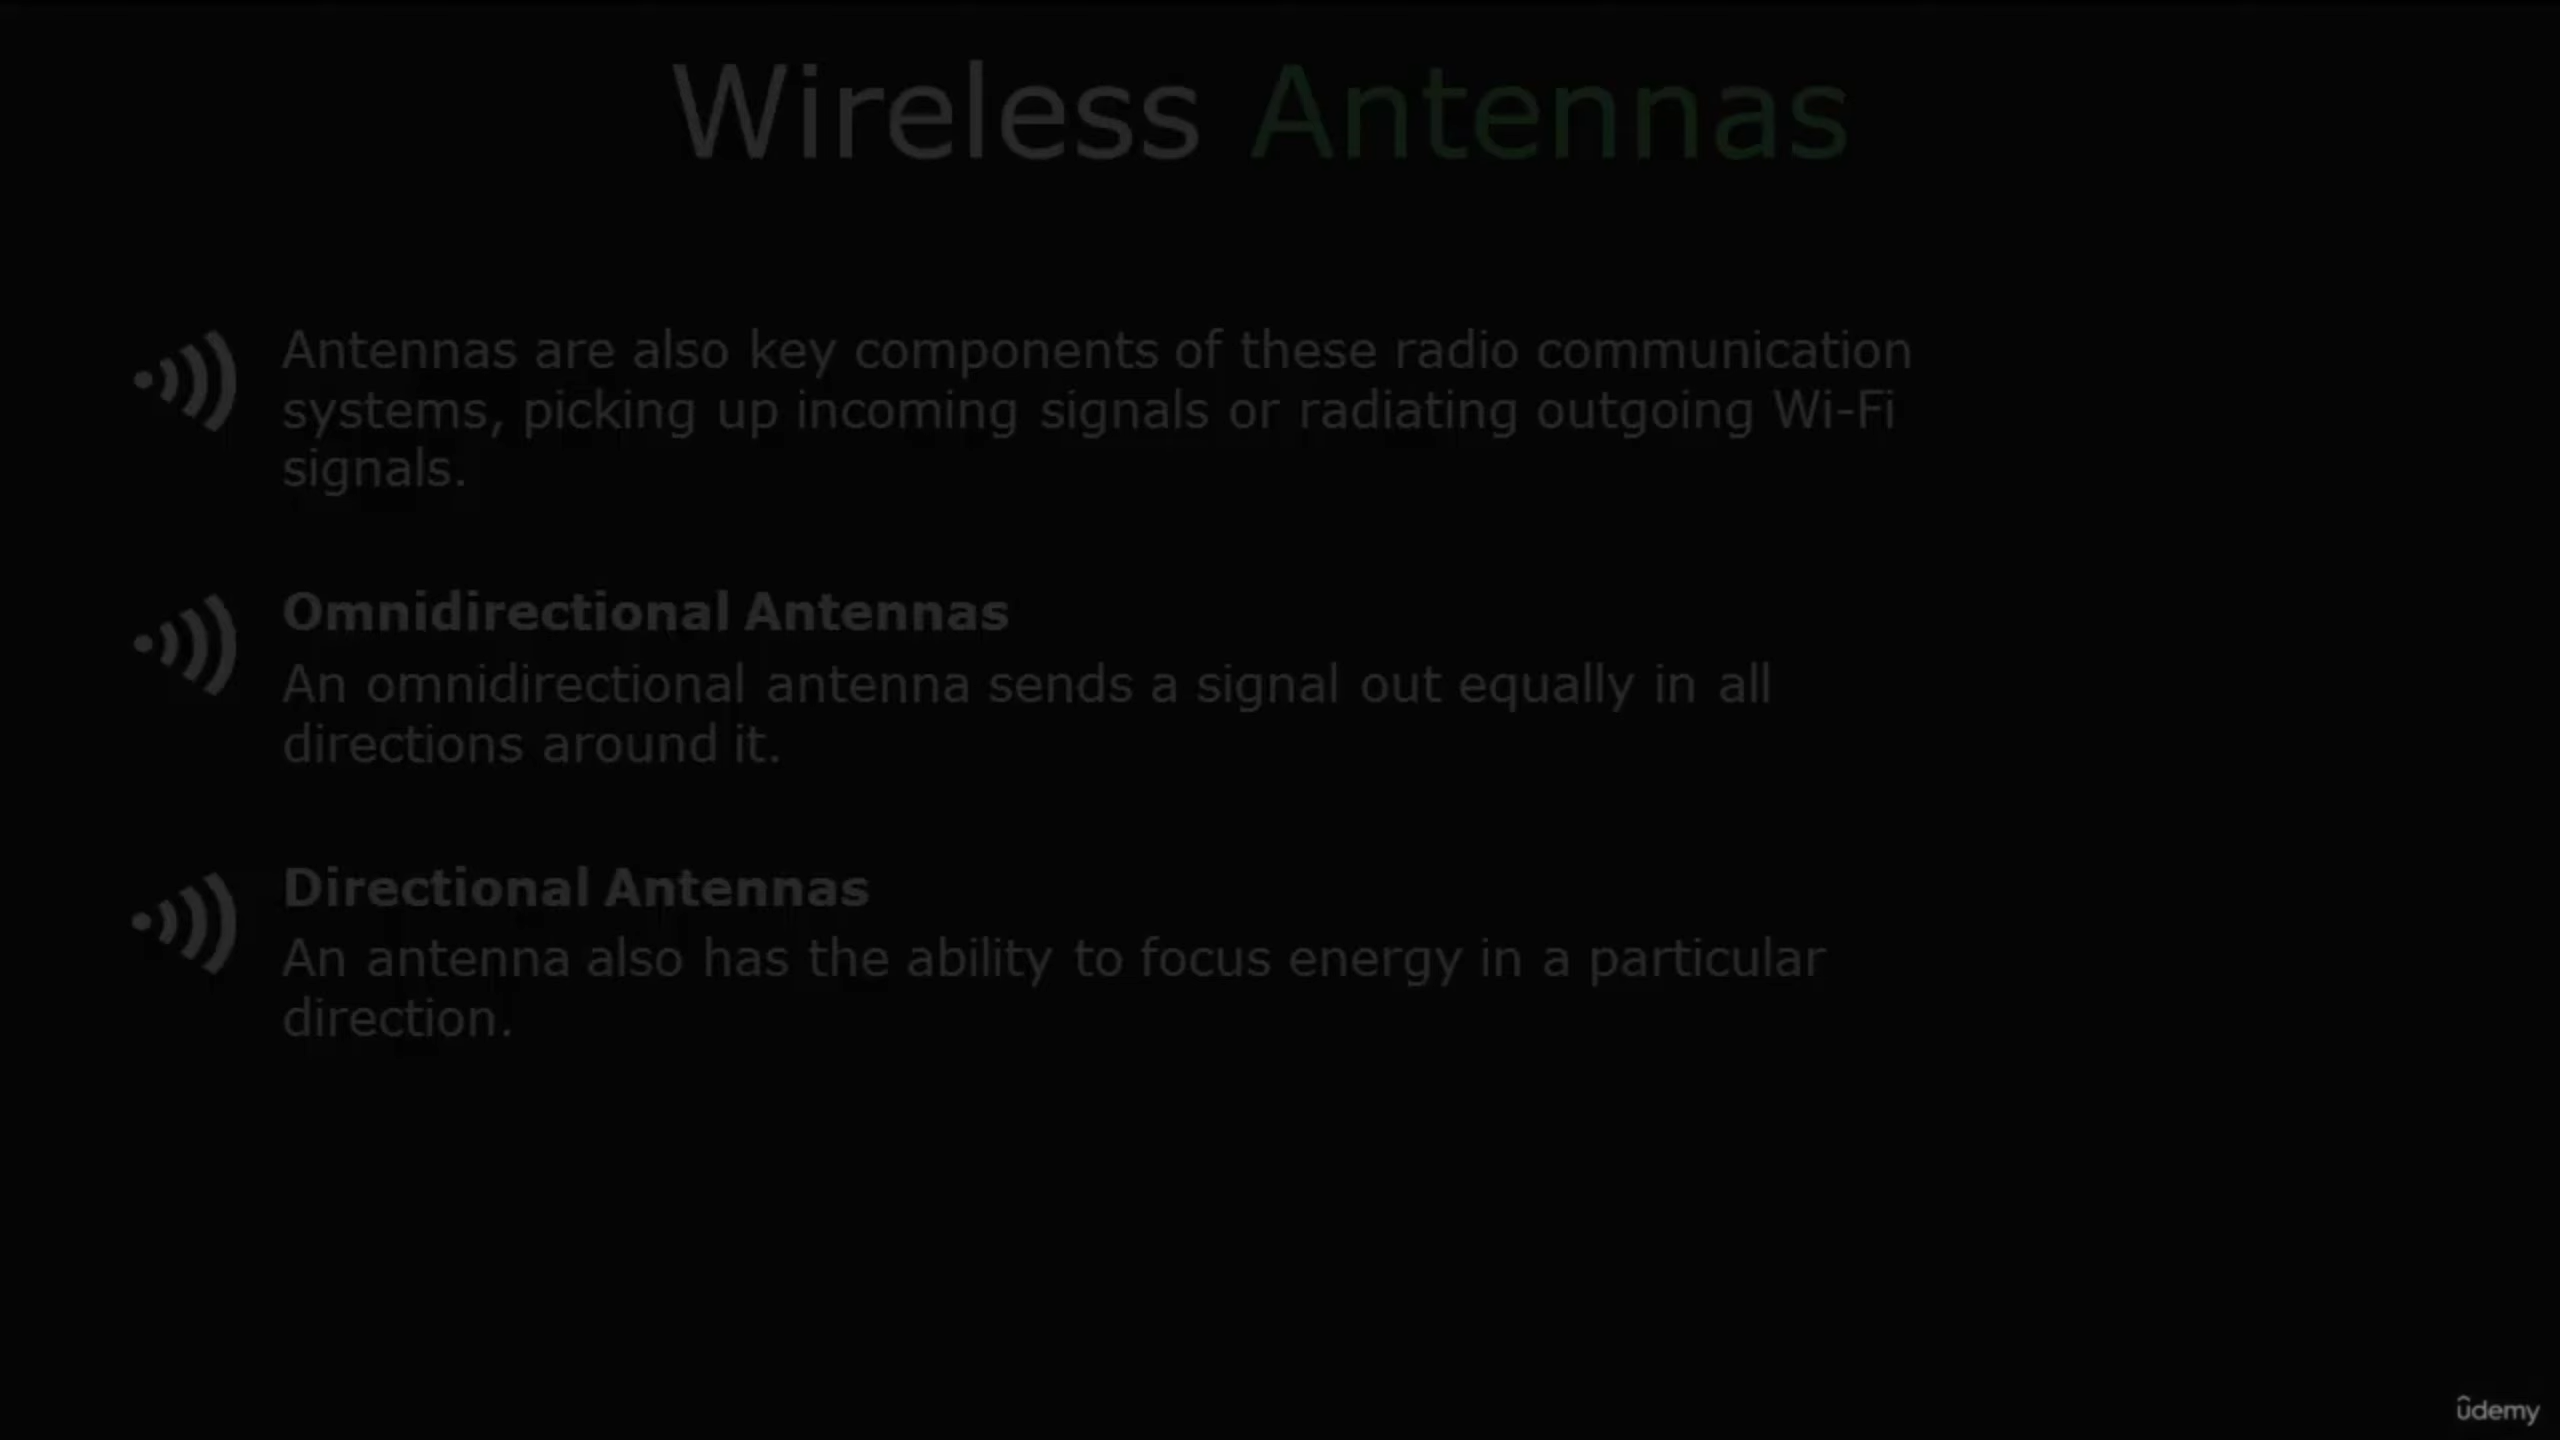 Wireless Antennas
Antennas are also key components of these radio communication
systems, picking up incoming signals or radiating outgoing Wi-Fi
signals.
Omnidirectional Antennas
An omnidirectional antenna sends a signal out equally in all
directions around it.
Directional Antennas
An antenna also has the ability to focus energy in a particular
direction.
ûdemy